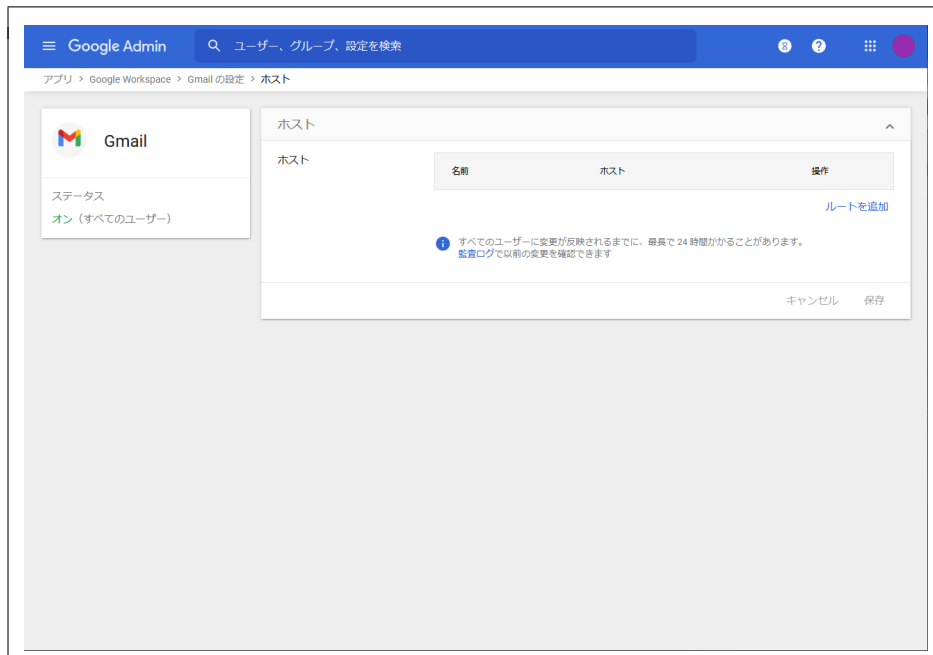 Google Admin
ユーザー、グループ、設定を検索
アプリ > Google Workspace > Gmail の設定 > ホスト
Gmail
ステータス
オン（すべてのユーザー）
ホスト
ホスト
名前 ホスト 操作
ルートを追加
すべてのユーザーに変更が反映されるまでに、最長で 24 時間かかることがあります。
監査ログで以前の変更を確認できます
キャンセル 保存